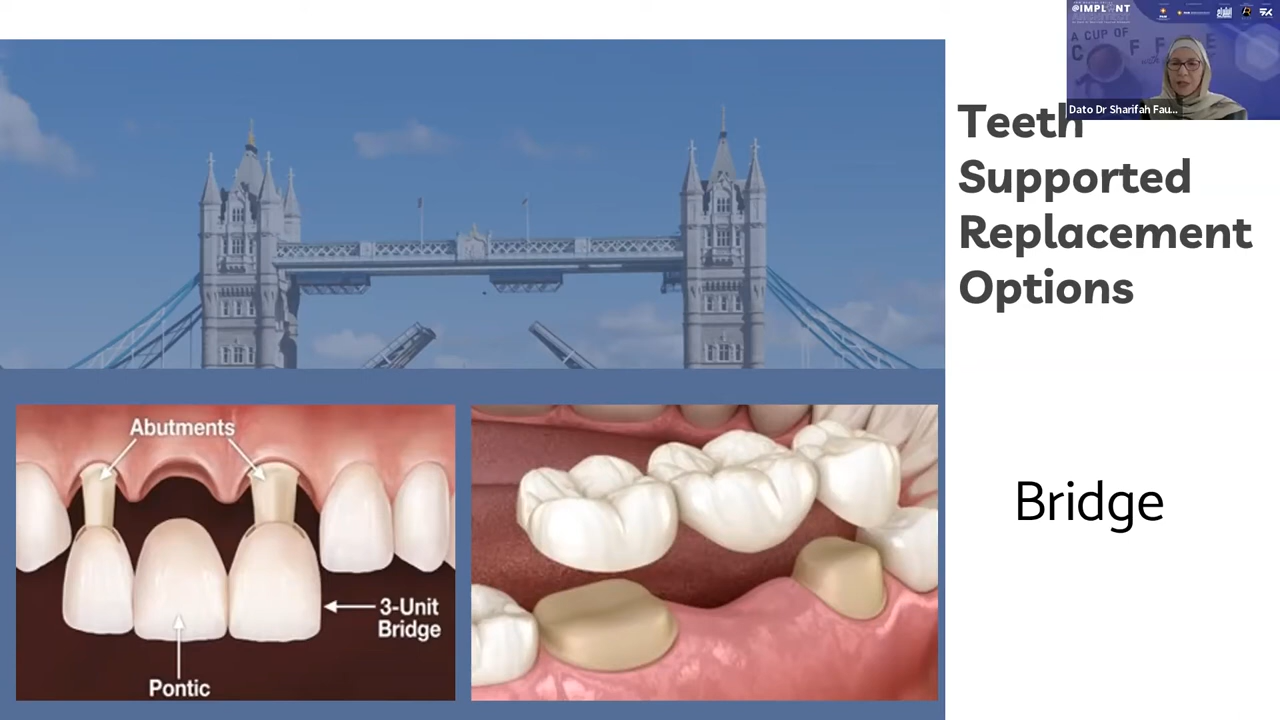 @IMPLANT
A CUP OF
Dato Dr Sharifah Fau...
Teeth
Supported
Replacement
Options
Bridge
Abutments
3-Unit
Bridge
Pontic